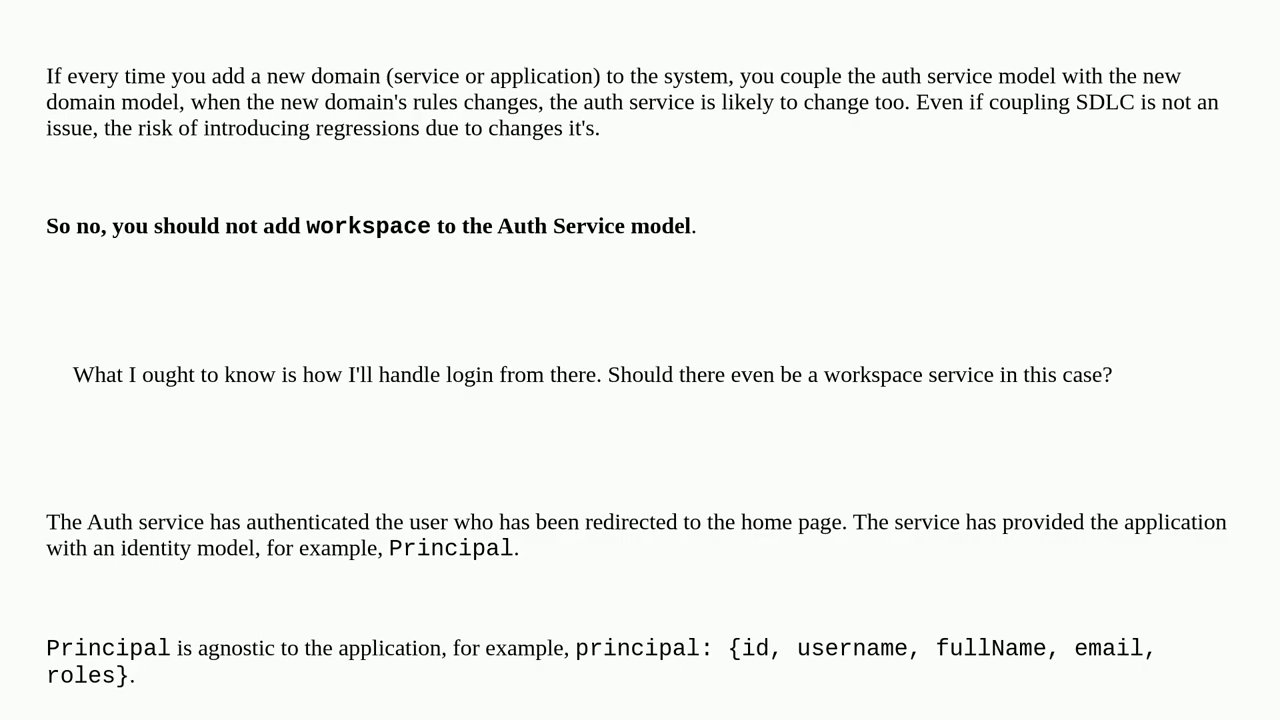 If every time you add a new domain (service or application) to the system, you couple the auth service model with the new
domain model, when the new domain's rules changes, the auth service is likely to change too. Even if coupling SDLC is not an
issue, the risk of introducing regressions due to changes it's.
So no, you should not add workspace to the Auth Service model.
What I ought to know is how I'll handle login from there. Should there even be a workspace service in this case?
The Auth service has authenticated the user who has been redirected to the home page. The service has provided the application
with an identity model, for example, Principal.
Principal is agnostic to the application, for example, principal: {id, username, fullName, email,
roles}.